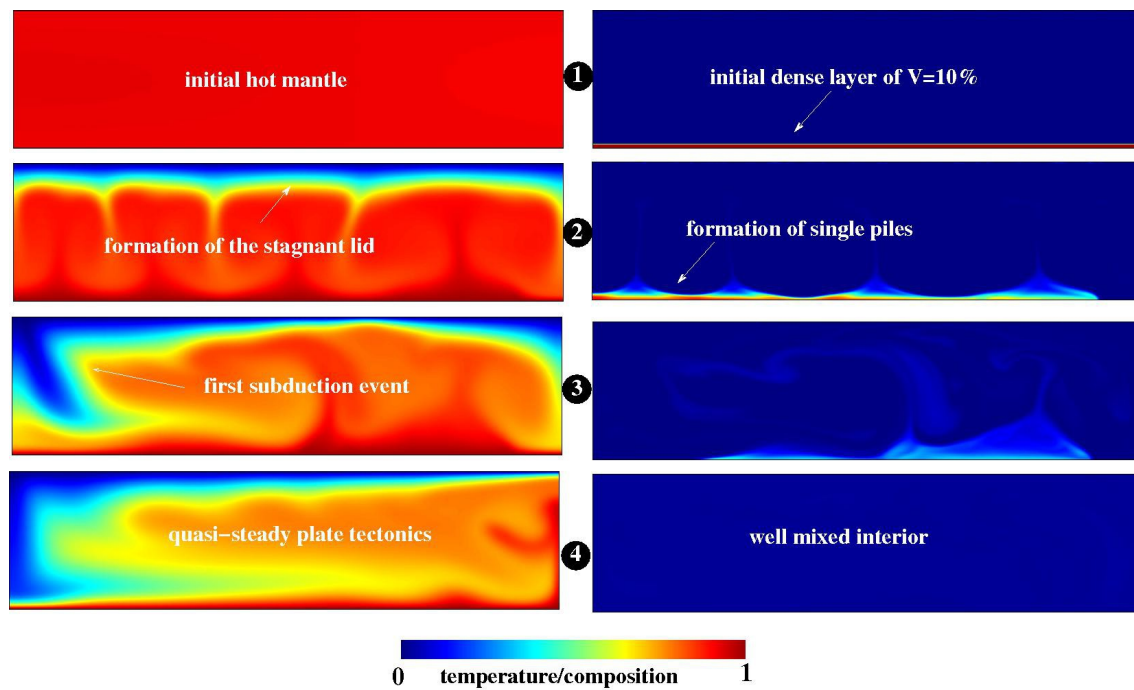 initial hot mantle
1
initial dense layer of V=10%
formation of the stagnant lid
2
formation of single piles
first subduction event
3
quasi-steady plate tectonics
4
well mixed interior
0 temperature/composition 1